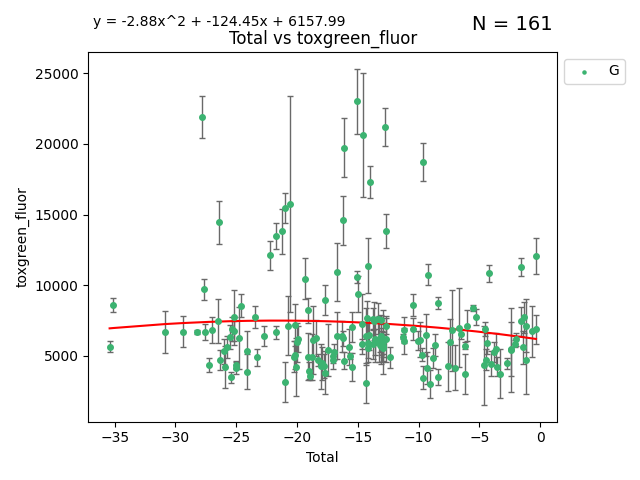 y = -2.88x^2 + -124.45x + 6157.99
N = 161
Total vs toxgreen_fluor
G
25000
20000
15000
10000
5000
toxgreen_fluor
−35
−30
−25
−20
−15
−10
−5
0
Total